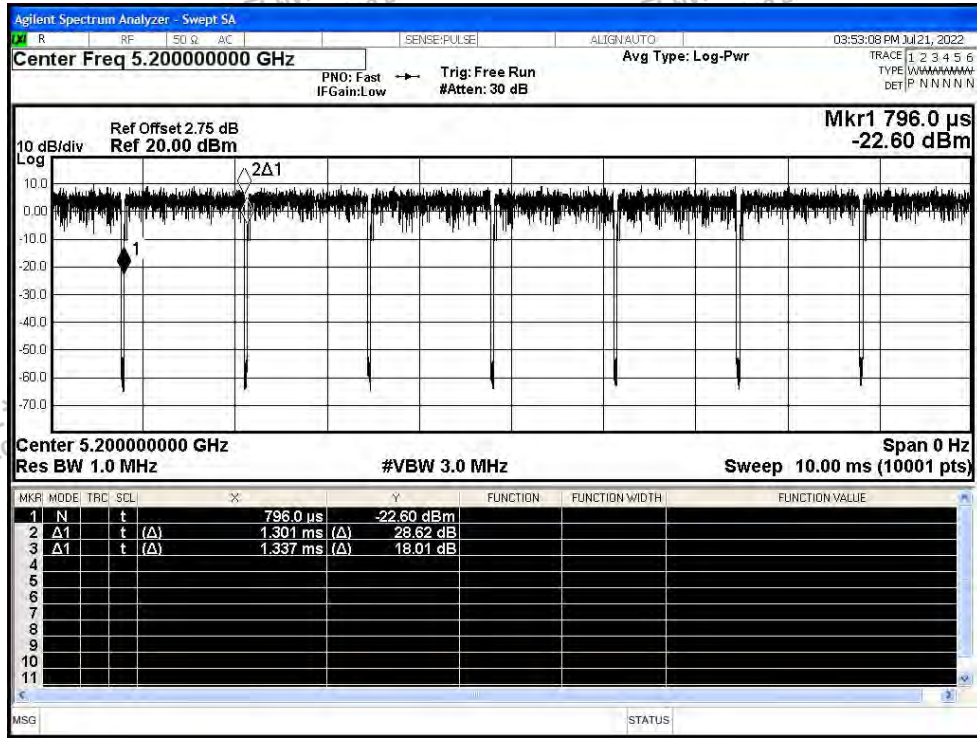 Agilent Spectrum Analyzer - Swept SA
LXI R RF 50 Ω AC SENSE:PULSE ALIGN AUTO 03:53:08 PM Jul 21, 2022
Center Freq 5.200000000 GHz
Avg Type: Log-Pwr
TRACE 1 2 3 4 5 6
PNO: Fast Trig: Free Run
TYPE WWWWWW
IFGain:Low #Atten: 30 dB
DET P N N N N N
Mkr1 796.0 µs
Ref Offset 2.75 dB
10 dB/div Ref 20.00 dBm -22.60 dBm
Log
2Δ1
10.0
0.00
-10.0
1
-20.0
-30.0
-40.0
-50.0
-60.0
-70.0
Center 5.200000000 GHz Span 0 Hz
Res BW 1.0 MHz #VBW 3.0 MHz Sweep 10.00 ms (10001 pts)
MKR MODE TRC SCL X Y FUNCTION FUNCTION WIDTH FUNCTION VALUE
1 N t 796.0 µs -22.60 dBm
2 Δ1 t (Δ) 1.301 ms (Δ) 28.62 dB
3 Δ1 t (Δ) 1.337 ms (Δ) 18.01 dB
4
5
6
7
8
9
10
11
MSG STATUS